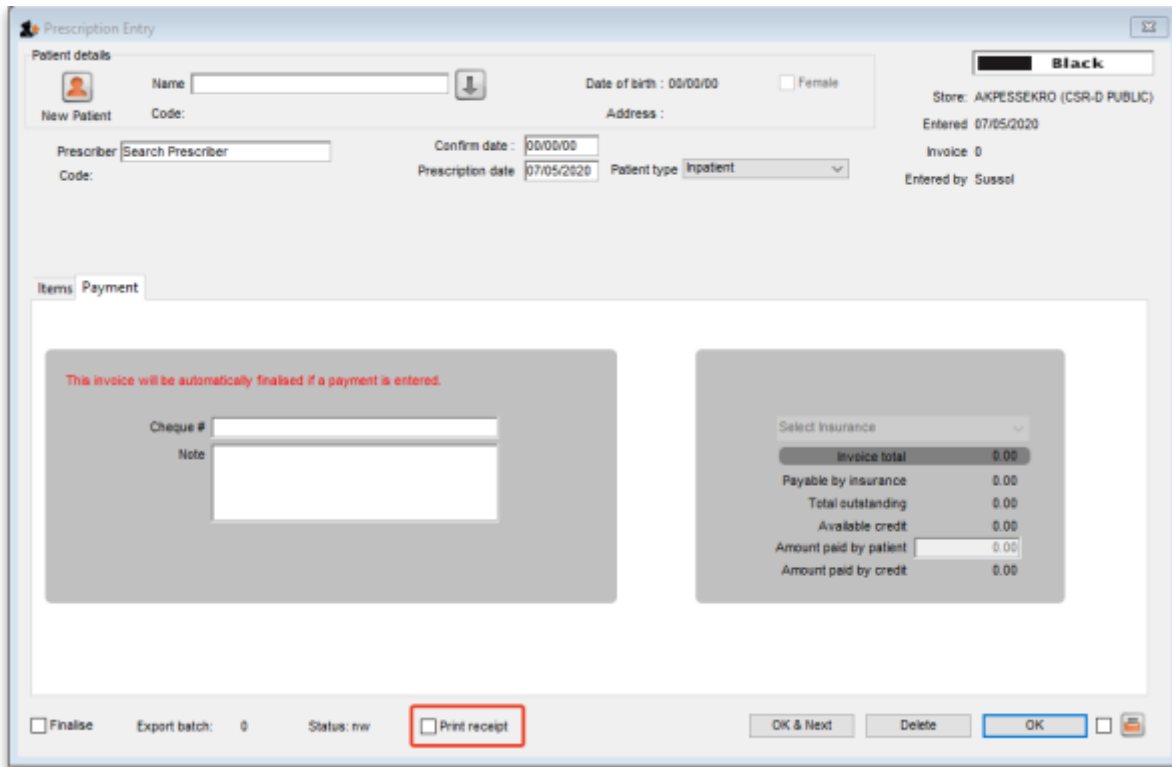 Prescription Entry
Patient details
Black
Name
Date of birth : 00/00/00
Female
Store: AKPESSEKRO (CSR-D PUBLIC)
New Patient
Code:
Address :
Entered 07/05/2020
Prescriber Search Prescriber
Confirm date : 00/00/00
Invoice 0
Code:
Prescription date 07/05/2020
Patient type Inpatient
Entered by Sussol
Items Payment
This invoice will be automatically finalised if a payment is entered.
Cheque #
Note
Select Insurance
Invoice total 0.00
Payable by insurance 0.00
Total outstanding 0.00
Available credit 0.00
Amount paid by patient 0.00
Amount paid by credit 0.00
Finalise
Export batch: 0
Status: nw
Print receipt
OK & Next
Delete
OK